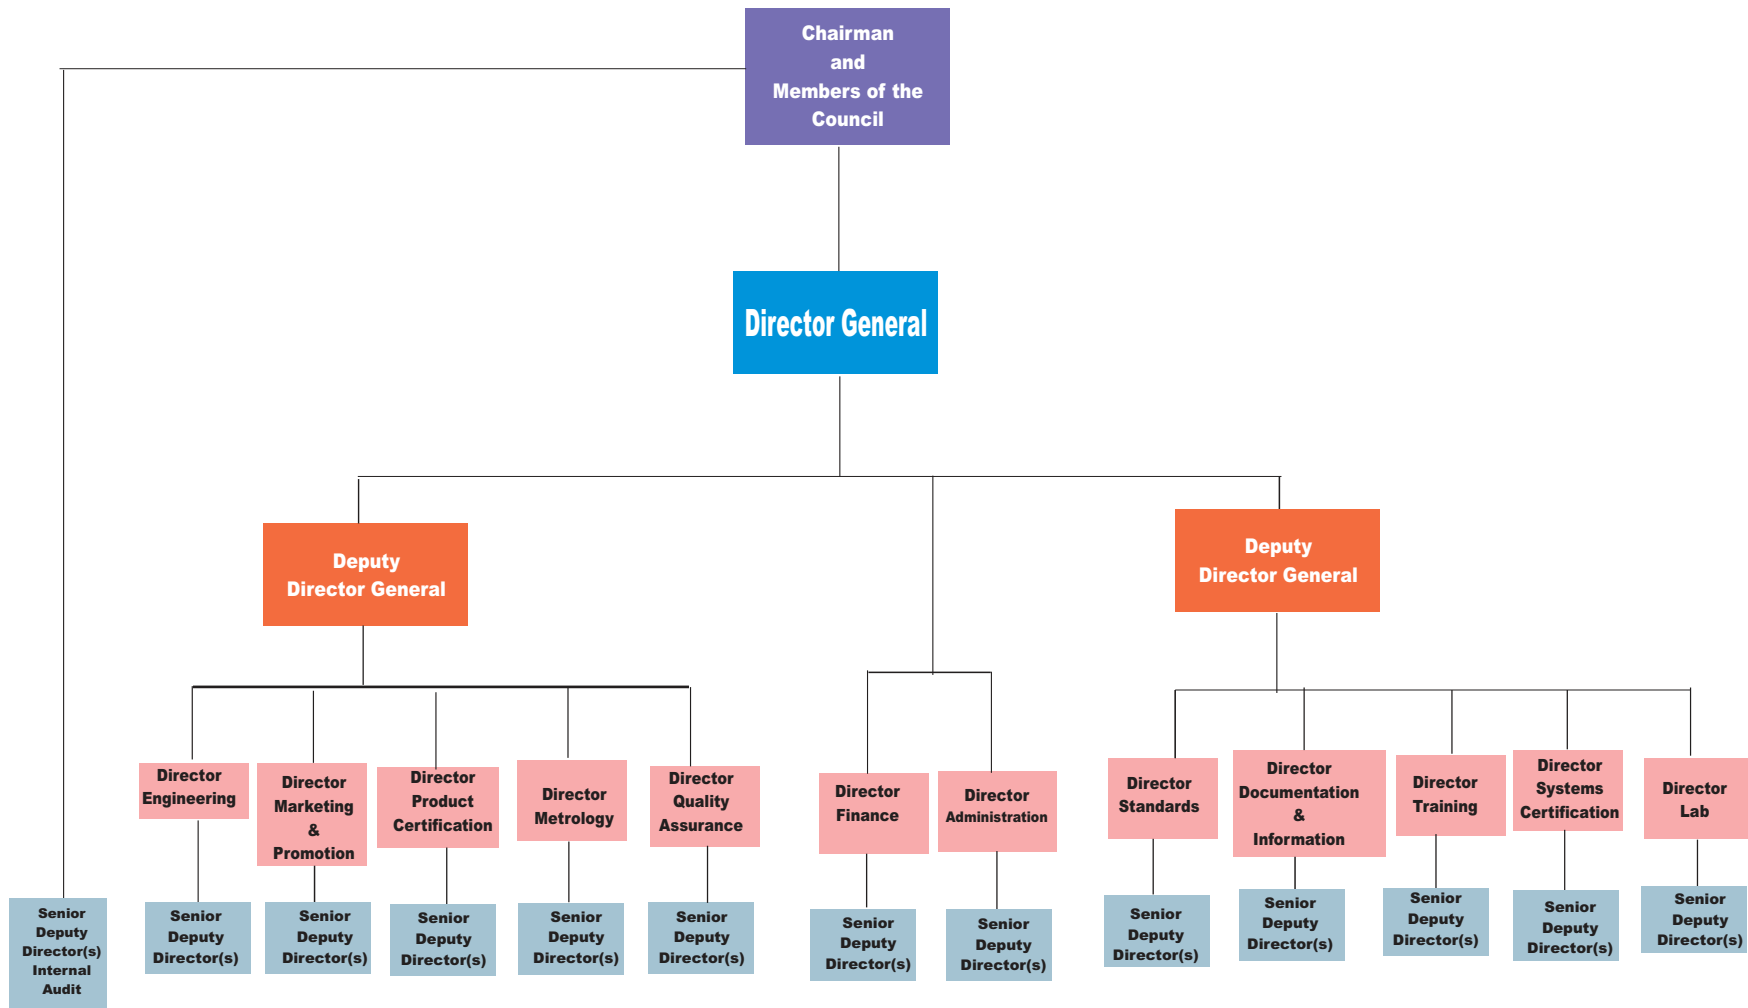 Chairman
and
Members of the
Council
Director General
Deputy
Director General
Deputy
Director General
Director
Engineering
Director
Marketing
&
Promotion
Director
Product
Certification
Director
Metrology
Director
Quality
Assurance
Director
Finance
Director
Administration
Director
Standards
Director
Documentation
&
Information
Director
Training
Director
Systems
Certification
Director
Lab
Senior
Deputy
Director(s)
Internal
Audit
Senior
Deputy
Director(s)
Senior
Deputy
Director(s)
Senior
Deputy
Director(s)
Senior
Deputy
Director(s)
Senior
Deputy
Director(s)
Senior
Deputy
Director(s)
Senior
Deputy
Director(s)
Senior
Deputy
Director(s)
Senior
Deputy
Director(s)
Senior
Deputy
Director(s)
Senior
Deputy
Director(s)
Senior
Deputy
Director(s)